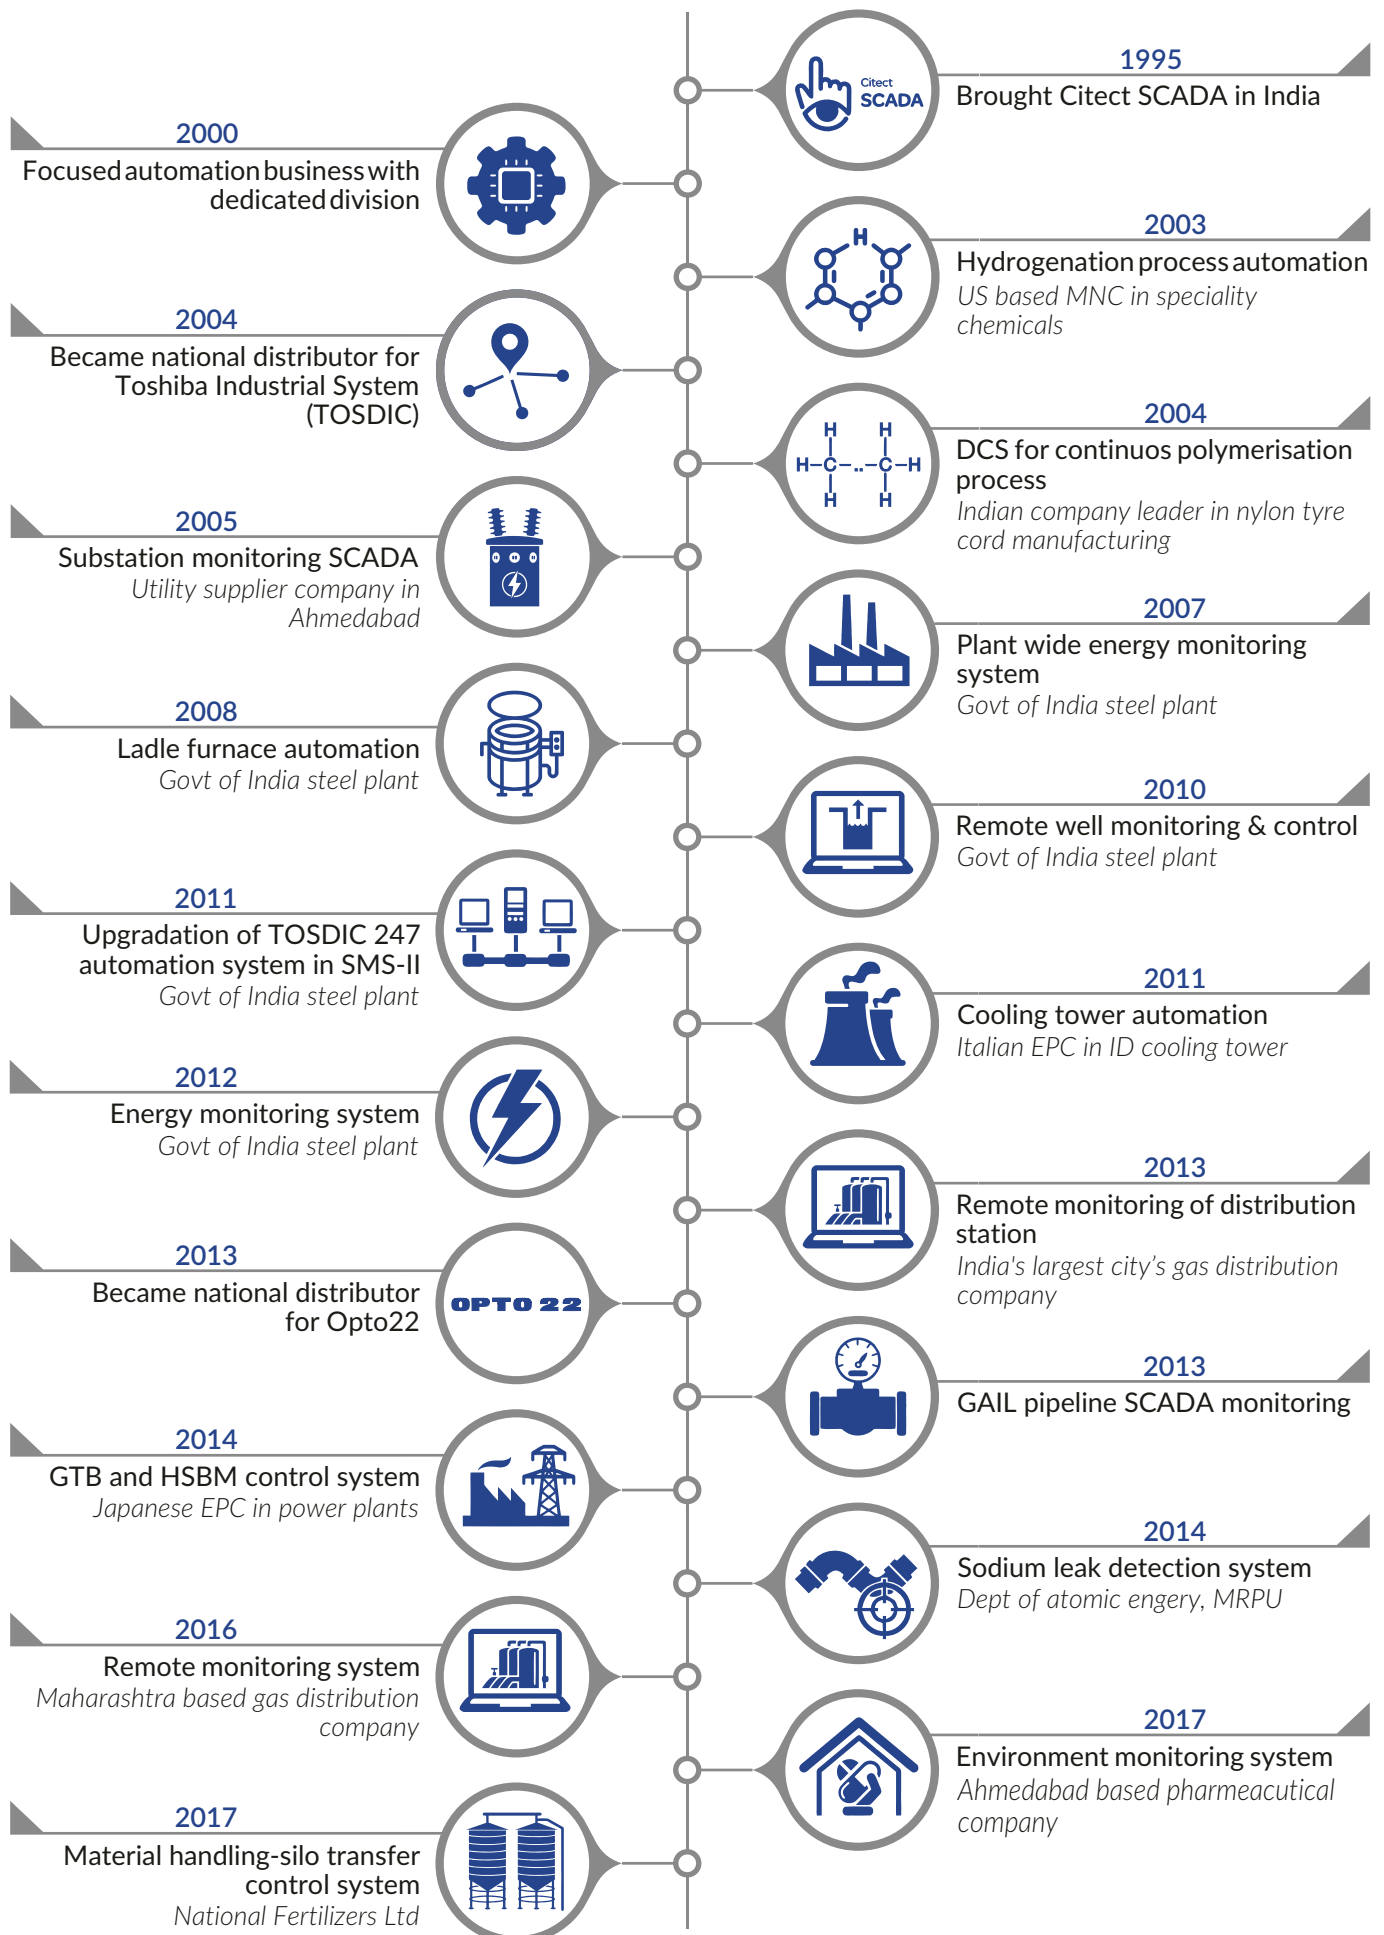 1995
Citect
SCADA
Brought Citect SCADA in India
2000
Focused automation business with
dedicated division
2003
H
Hydrogenation process automation
US based MNC in speciality
chemicals
2004
Became national distributor for
Toshiba Industrial System
(TOSDIC)
2004
H H
H-C-..-C-H
H H
DCS for continuos polymerisation
process
Indian company leader in nylon tyre
cord manufacturing
2005
Substation monitoring SCADA
Utility supplier company in
Ahmedabad
2007
Plant wide energy monitoring
system
Govt of India steel plant
2008
Ladle furnace automation
Govt of India steel plant
2010
Remote well monitoring & control
Govt of India steel plant
2011
Upgradation of TOSDIC 247
automation system in SMS-II
Govt of India steel plant
2011
Cooling tower automation
Italian EPC in ID cooling tower
2012
Energy monitoring system
Govt of India steel plant
2013
Remote monitoring of distribution
station
India's largest city’s gas distribution
company
2013
Became national distributor
for Opto22
OPTO 22
2013
GAIL pipeline SCADA monitoring
2014
GTB and HSBM control system
Japanese EPC in power plants
2014
Sodium leak detection system
Dept of atomic engery, MRPU
2016
Remote monitoring system
Maharashtra based gas distribution
company
2017
Environment monitoring system
Ahmedabad based pharmeacutical
company
2017
Material handling-silo transfer
control system
National Fertilizers Ltd